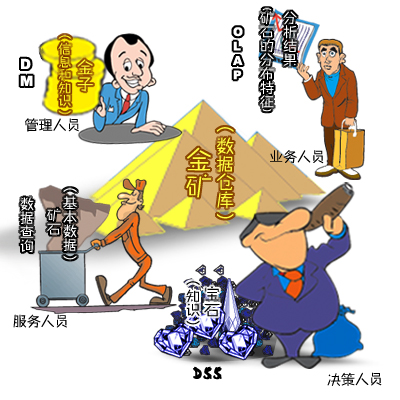 DM
金子
(信息和知识)
管理人员
OLAP
分析结果
(矿石的分布特征)
业务人员
金矿
(数据仓库)
数据查询
矿石
(基本数据)
服务人员
宝石
(知识)
DSS
决策人员